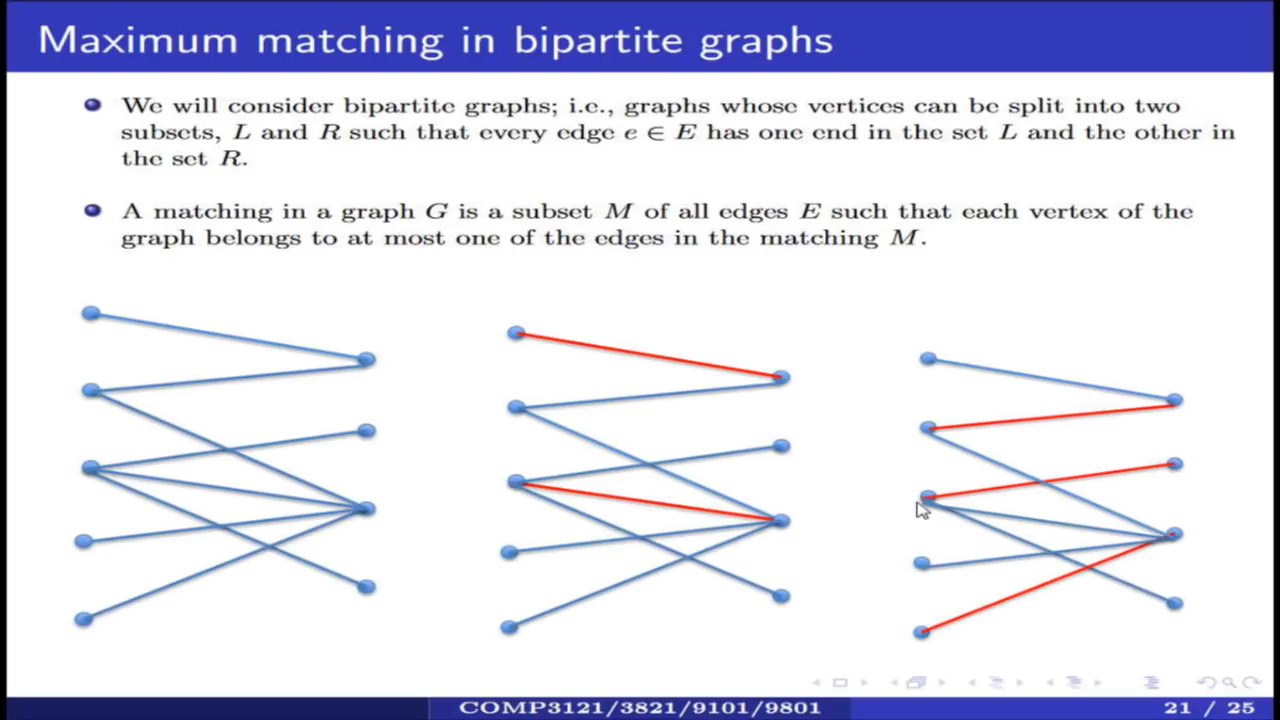 Maximum matching in bipartite graphs
We will consider bipartite graphs; i.e., graphs whose vertices can be split into two
subsets, L and R such that every edge e ∈ E has one end in the set L and the other in
the set R.
A matching in a graph G is a subset M of all edges E such that each vertex of the
graph belongs to at most one of the edges in the matching M.
COMP3121/3821/9101/9801
21 / 25